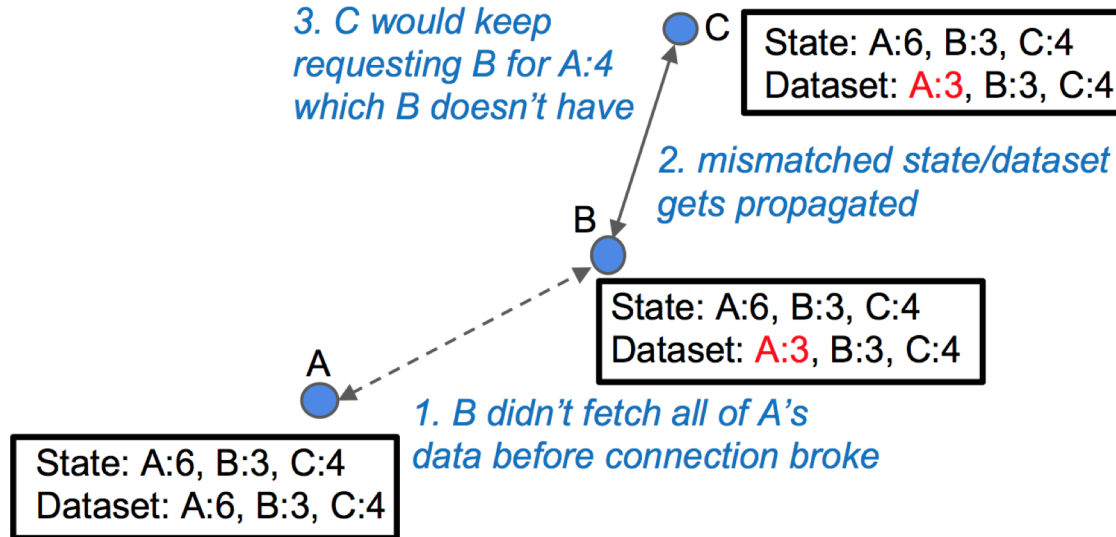 3. C would keep
requesting B for A:4
which B doesn't have
C
State: A:6, B:3, C:4
Dataset: A:3, B:3, C:4
2. mismatched state/dataset
gets propagated
B
State: A:6, B:3, C:4
Dataset: A:3, B:3, C:4
A
1. B didn't fetch all of A's
data before connection broke
State: A:6, B:3, C:4
Dataset: A:6, B:3, C:4